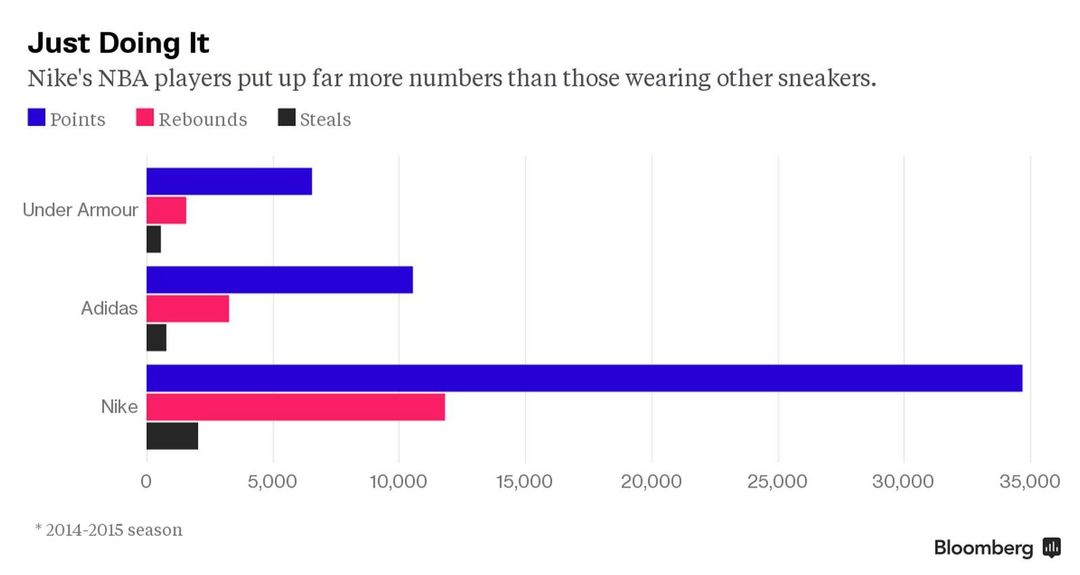 Just Doing It
Nike's NBA players put up far more numbers than those wearing other sneakers.
Points Rebounds Steals
Under Armour
Adidas
Nike
0 5,000 10,000 15,000 20,000 25,000 30,000 35,000
* 2014-2015 season
Bloomberg